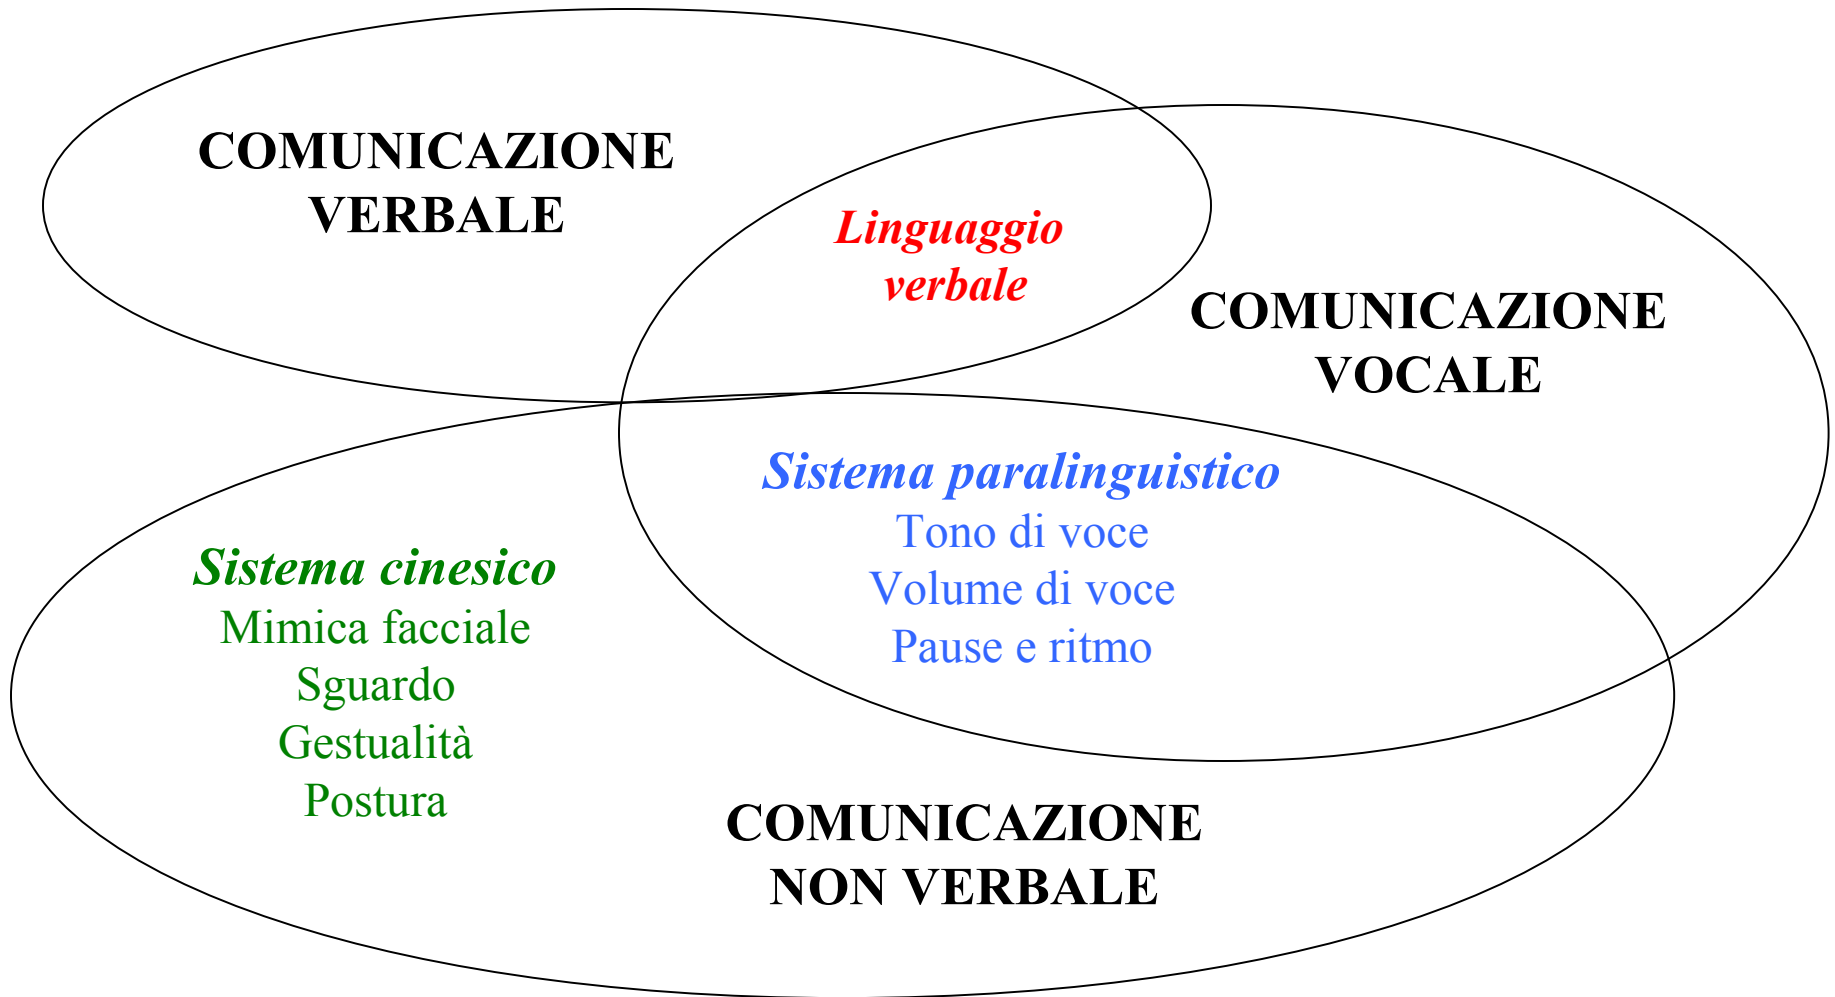 COMUNICAZIONE
VERBALE
Linguaggio
verbale
COMUNICAZIONE
VOCALE
Sistema paralinguistico
Tono di voce
Volume di voce
Pause e ritmo
Sistema cinesico
Mimica facciale
Sguardo
Gestualità
Postura
COMUNICAZIONE
NON VERBALE